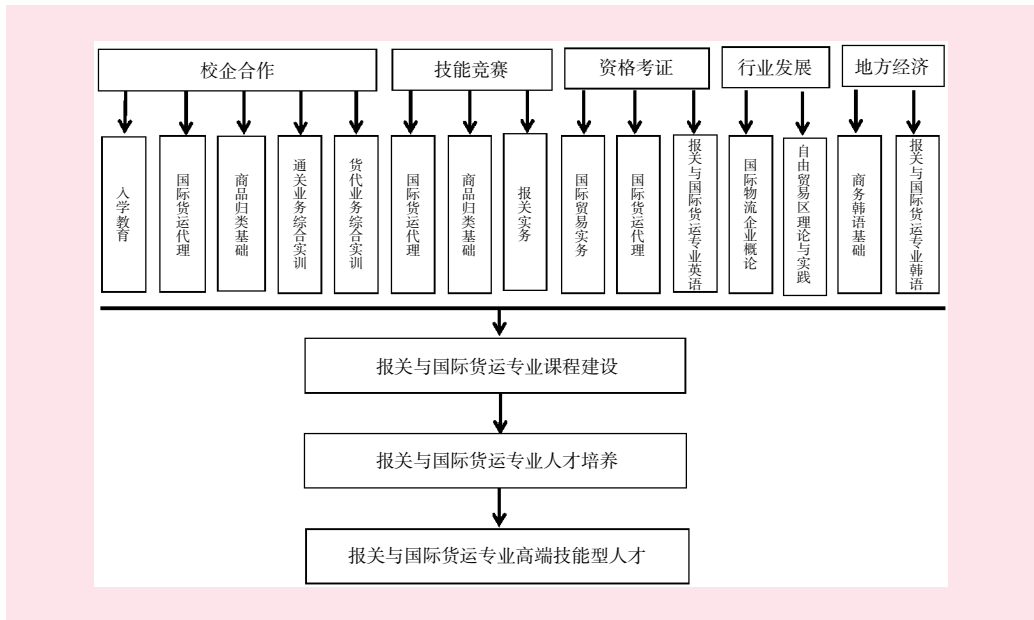 校企合作
技能竞赛
资格考证
行业发展
地方经济
入学教育
国际货运代理
商品归类基础
通关业务综合实训
货代业务综合实训
国际货运代理
商品归类基础
报关实务
国际贸易实务
国际货运代理
报关与国际货运专业英语
国际物流企业概论
自由贸易区理论与实践
商务韩语基础
报关与国际货运专业韩语
报关与国际货运专业课程建设
报关与国际货运专业人才培养
报关与国际货运专业高端技能型人才